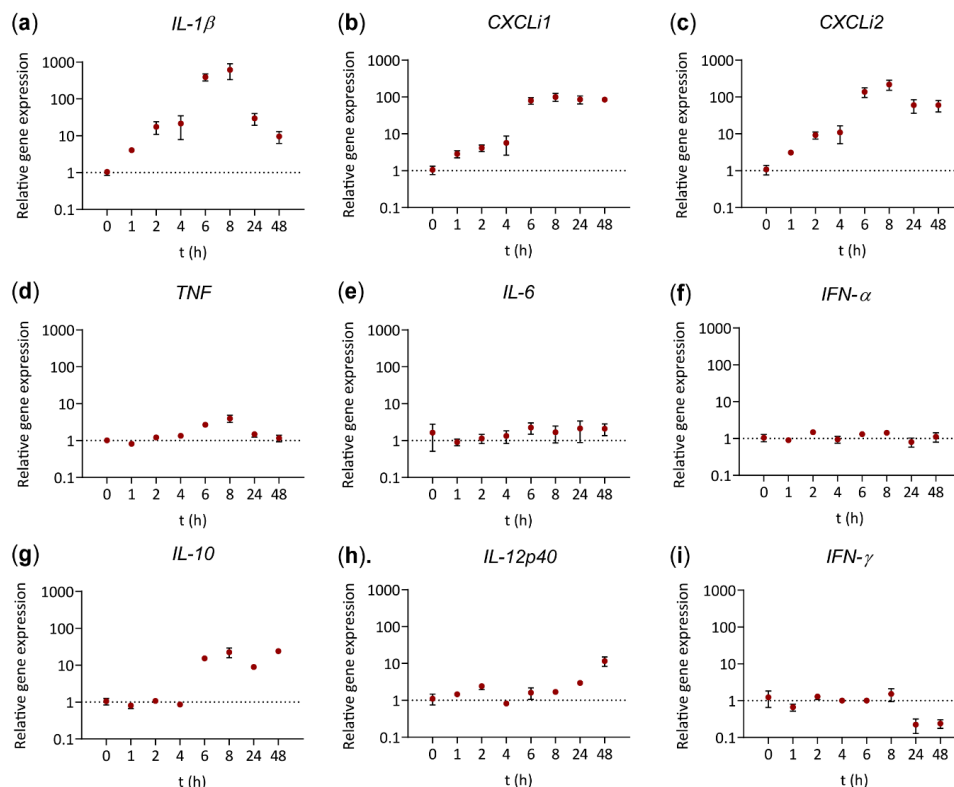 (a) IL-1β
Relative gene expression
1000
100
10
1
0.1
0 1 2 4 6 8 24 48
t (h)
(b) CXCLi1
Relative gene expression
1000
100
10
1
0.1
0 1 2 4 6 8 24 48
t (h)
(c) CXCLi2
Relative gene expression
1000
100
10
1
0.1
0 1 2 4 6 8 24 48
t (h)
(d) TNF
Relative gene expression
1000
100
10
1
0.1
0 1 2 4 6 8 24 48
t (h)
(e) IL-6
Relative gene expression
1000
100
10
1
0.1
0 1 2 4 6 8 24 48
t (h)
(f) IFN-α
Relative gene expression
1000
100
10
1
0.1
0 1 2 4 6 8 24 48
t (h)
(g) IL-10
Relative gene expression
1000
100
10
1
0.1
0 1 2 4 6 8 24 48
t (h)
(h). IL-12p40
Relative gene expression
1000
100
10
1
0.1
0 1 2 4 6 8 24 48
t (h)
(i) IFN-γ
Relative gene expression
1000
100
10
1
0.1
0 1 2 4 6 8 24 48
t (h)